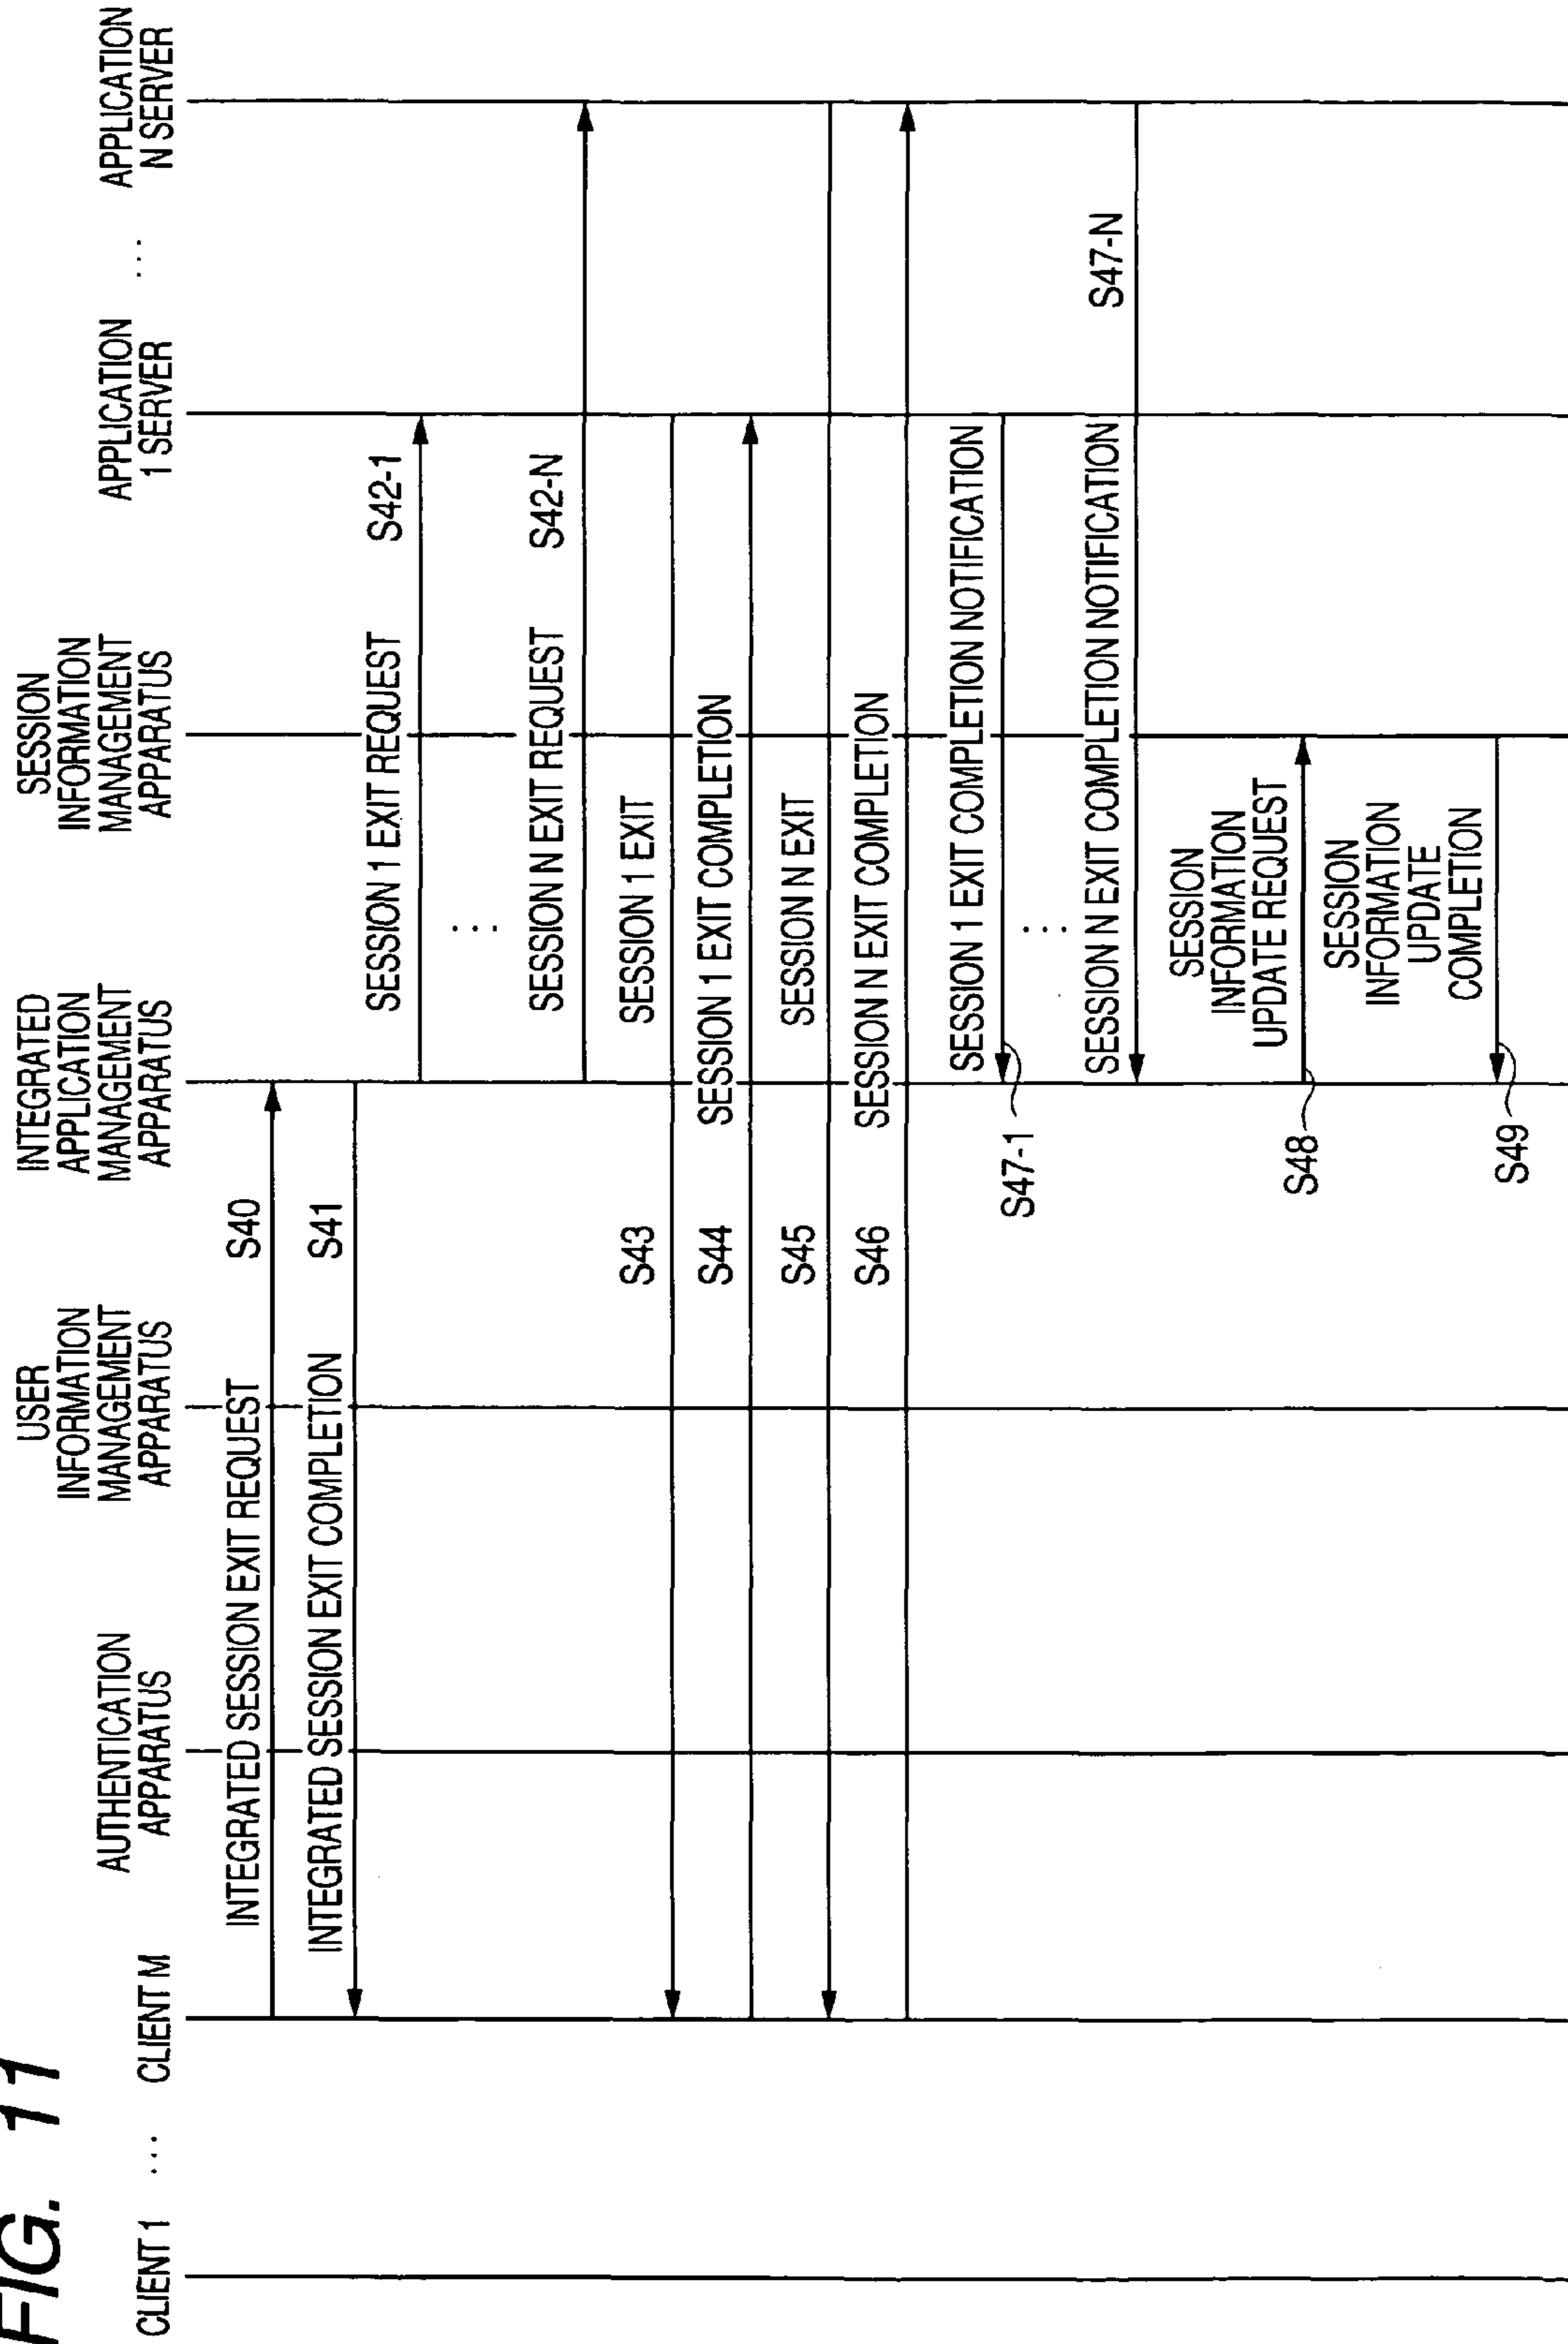 FIG. 11
CLIENT 1
...
CLIENT M
AUTHENTICATION
APPARATUS
USER
INFORMATION
MANAGEMENT
APPARATUS
INTEGRATED
APPLICATION
MANAGEMENT
APPARATUS
SESSION
INFORMATION
MANAGEMENT
APPARATUS
APPLICATION
1 SERVER
...
APPLICATION
N SERVER
INTEGRATED SESSION EXIT REQUEST
S40
INTEGRATED SESSION EXIT COMPLETION
S41
SESSION 1 EXIT REQUEST
S42-1
...
SESSION N EXIT REQUEST
S42-N
S43
SESSION 1 EXIT
S44
SESSION 1 EXIT COMPLETION
S45
SESSION N EXIT
S46
SESSION N EXIT COMPLETION
SESSION 1 EXIT COMPLETION NOTIFICATION
S47-1
...
SESSION N EXIT COMPLETION NOTIFICATION
S47-N
SESSION
INFORMATION
UPDATE REQUEST
S48
SESSION
INFORMATION
UPDATE
COMPLETION
S49